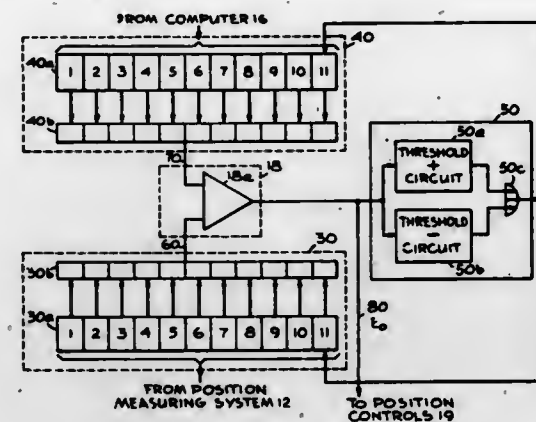 FROM COMPUTER 16
40
40a
1 2 3 4 5 6 7 8 9 10 11
40b
70
18
18a
50
50a
THRESHOLD
+
CIRCUIT
50c
THRESHOLD
-
CIRCUIT
50b
60
30
30b
30a
1 2 3 4 5 6 7 8 9 10 11
80
FROM POSITION
MEASURING SYSTEM 12
TO POSITION
CONTROLS 19